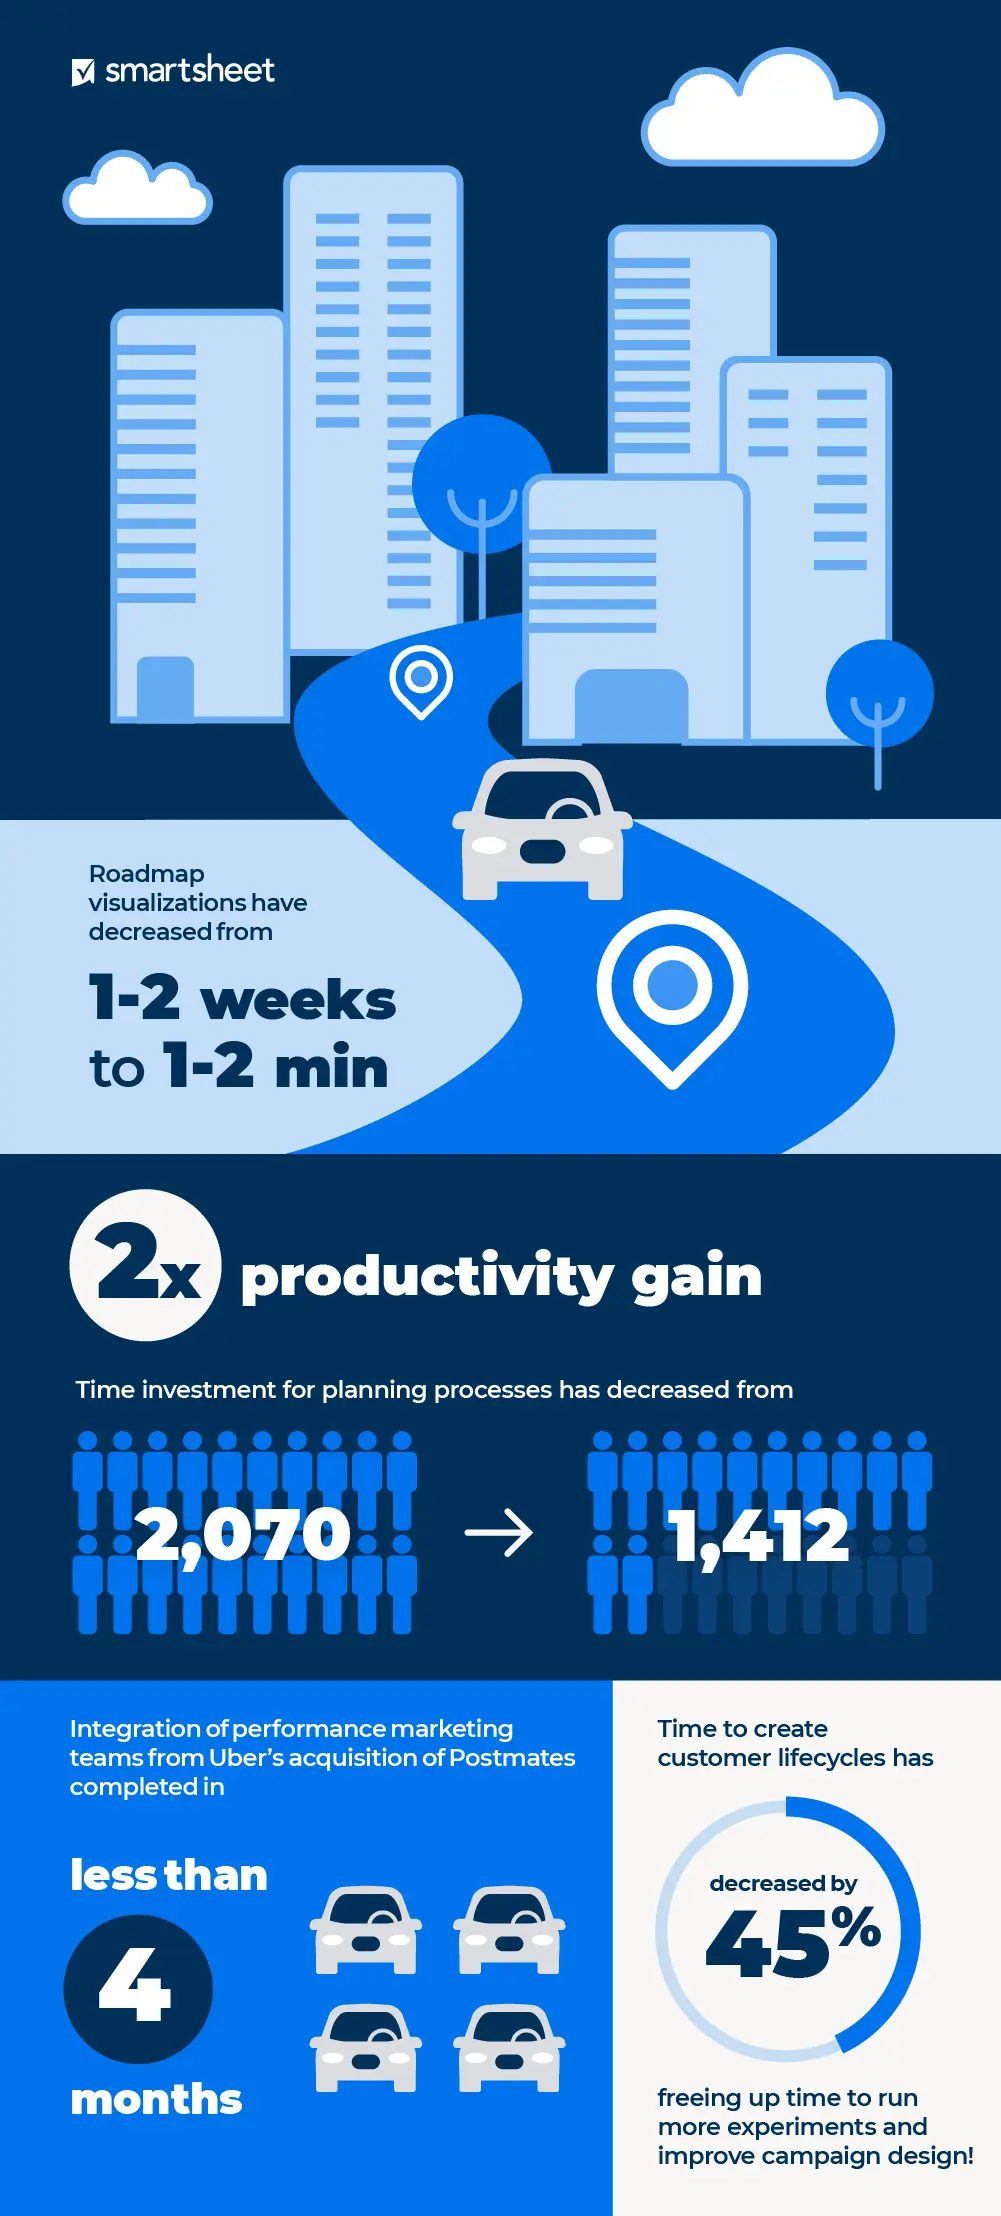 smartsheet
Roadmap
visualizations have
decreased from
1-2 weeks
to 1-2 min
2x productivity gain
Time investment for planning processes has decreased from
2,070 → 1,412
Integration of performance marketing
teams from Uber's acquisition of Postmates
completed in
less than
4
months
Time to create
customer lifecycles has
decreased by
45%
freeing up time to run
more experiments and
improve campaign design!